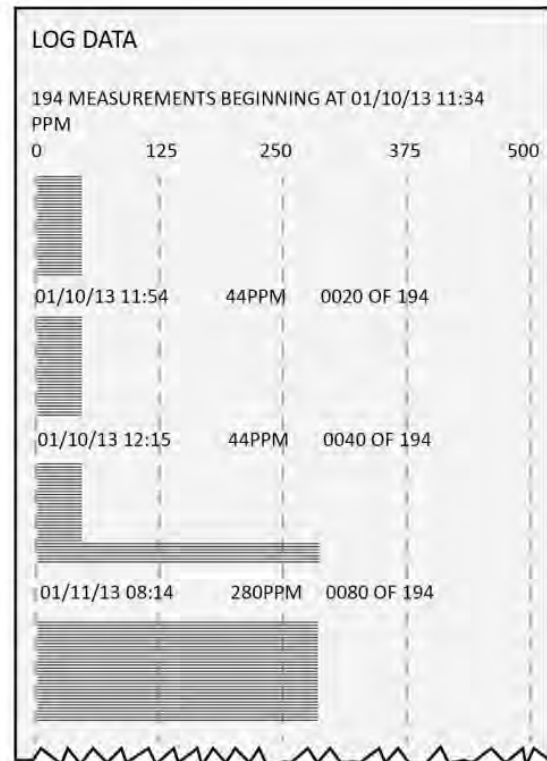 LOG DATA
194 MEASUREMENTS BEGINNING AT 01/10/13 11:34
PPM
0 125 250 375 500
01/10/13 11:54 44PPM 0020 OF 194
01/10/13 12:15 44PPM 0040 OF 194
01/11/13 08:14 280PPM 0080 OF 194